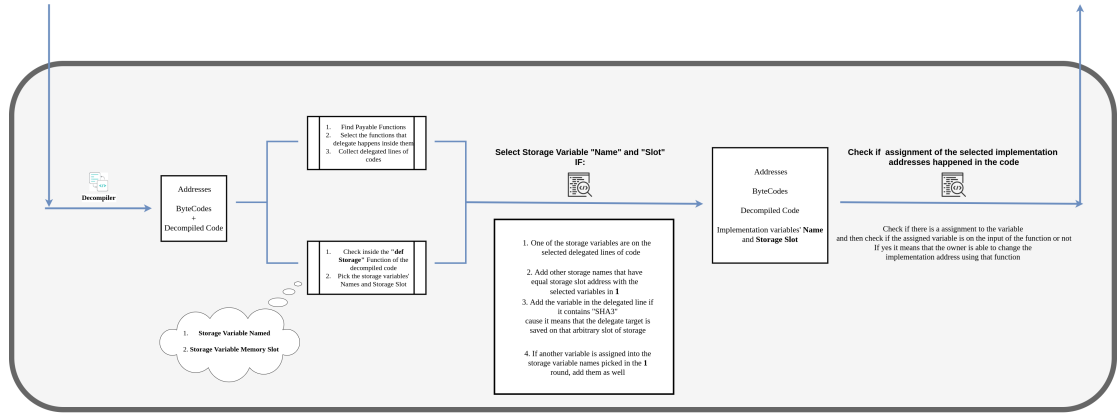 Decompiler
Addresses
ByteCodes
+
Decompiled Code
1. Find Payable Functions
2. Select the functions that
delegate happens inside them
3. Collect delegated lines of
codes
1. Check inside the "def
Storage" Function of the
decompiled code
2. Pick the storage variables'
Names and Storage Slot
1. Storage Variable Named
2. Storage Variable Memory Slot
Select Storage Variable "Name" and "Slot"
IF:
1. One of the storage variables are on the
selected delegated lines of code
2. Add other storage names that have
equal storage slot address with the
selected variables in 1
3. Add the variable in the delegated line if
it contains "SHA3"
cause it means that the delegate target is
saved on that arbitrary slot of storage
4. If another variable is assigned into the
storage variable names picked in the 1
round, add them as well
Addresses
ByteCodes
Decompiled Code
Implementation variables' Name
and Storage Slot
Check if assignment of the selected implementation
addresses happened in the code
Check if there is a assignment to the variable
and then check if the assigned variable is on the input of the function or not
If yes it means that the owner is able to change the
implementation address using that function